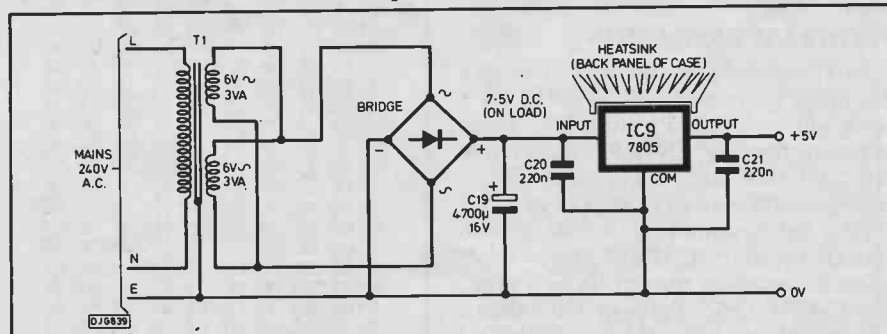 L
T1
6V ~
3VA
MAINS
240V
A.C.
6V~
3VA
N
E
BRIDGE
~
-
+
~
7·5V D.C.
(ON LOAD)
C19
4700µ
16V
+
C20
220n
HEATSINK
(BACK PANEL OF CASE)
INPUT
IC9
7805
OUTPUT
COM
C21
220n
+5V
0V
DJG839